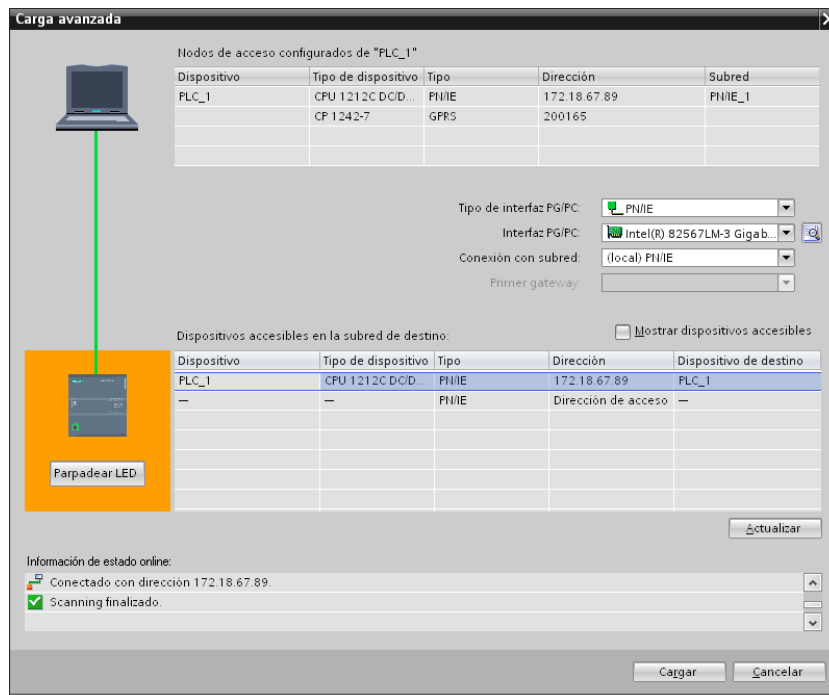 Carga avanzada
Nodos de acceso configurados de "PLC_1"
Dispositivo Tipo de dispositivo Tipo Dirección Subred
PLC_1 CPU 1212C DC/D... PN/IE 172.18.67.89 PN/IE_1
CP 1242-7 GPRS 200165
Tipo de interfaz PG/PC: PN/IE
Interfaz PG/PC: Intel(R) 82567LM-3 Gigab...
Conexión con subred: (local) PN/IE
Primer gateway:
Dispositivos accesibles en la subred de destino: Mostrar dispositivos accesibles
Dispositivo Tipo de dispositivo Tipo Dirección Dispositivo de destino
PLC_1 CPU 1212C DC/D... PN/IE 172.18.67.89 PLC_1
— — PN/IE Dirección de acceso —
Parpadear LED
Actualizar
Información de estado online:
Conectado con dirección 172.18.67.89.
Scanning finalizado.
Cargar Cancelar